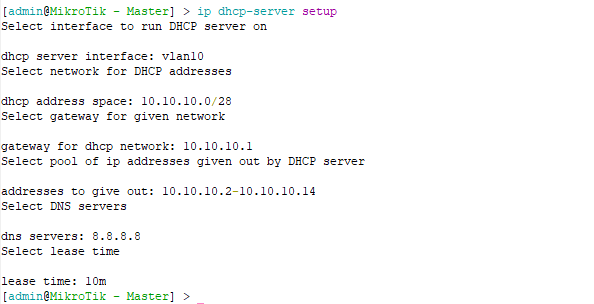 [admin@MikroTik - Master] > ip dhcp-server setup
Select interface to run DHCP server on
dhcp server interface: vlan10
Select network for DHCP addresses
dhcp address space: 10.10.10.0/28
Select gateway for given network
gateway for dhcp network: 10.10.10.1
Select pool of ip addresses given out by DHCP server
addresses to give out: 10.10.10.2-10.10.10.14
Select DNS servers
dns servers: 8.8.8.8
Select lease time
lease time: 10m
[admin@MikroTik - Master] > _